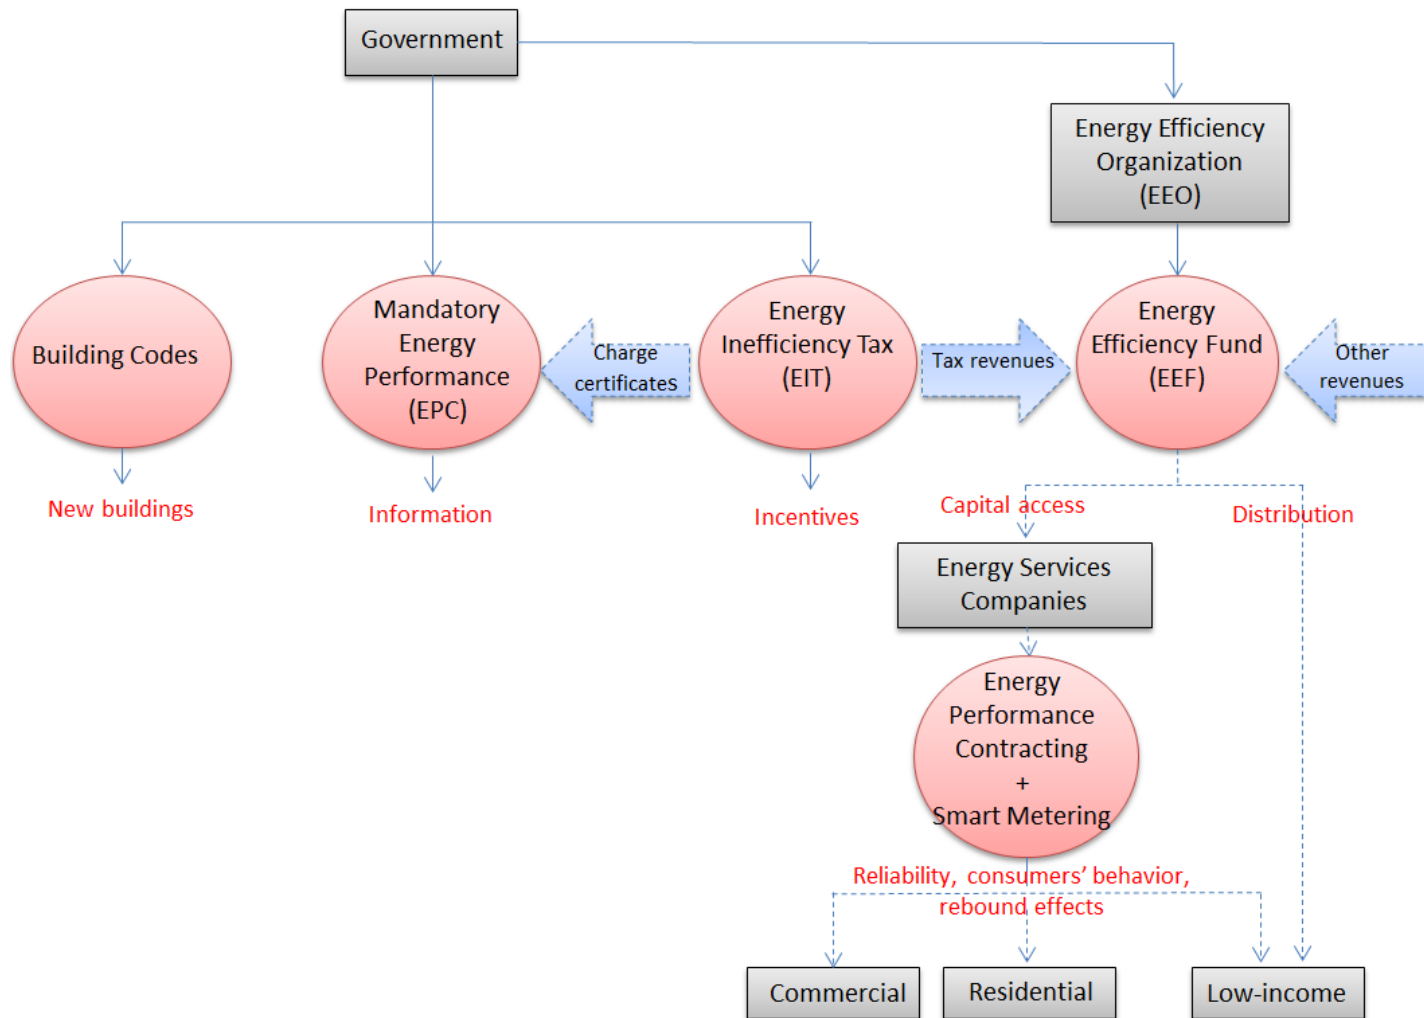 Government
Energy Efficiency
Organization
(EEO)
Building Codes
Mandatory
Energy
Performance
(EPC)
Charge
certificates
Energy
Inefficiency Tax
(EIT)
Tax revenues
Energy
Efficiency Fund
(EEF)
Other
revenues
New buildings
Information
Incentives
Capital access
Distribution
Energy Services
Companies
Energy
Performance
Contracting
+
Smart Metering
Reliability, consumers’ behavior,
rebound effects
Commercial
Residential
Low-income